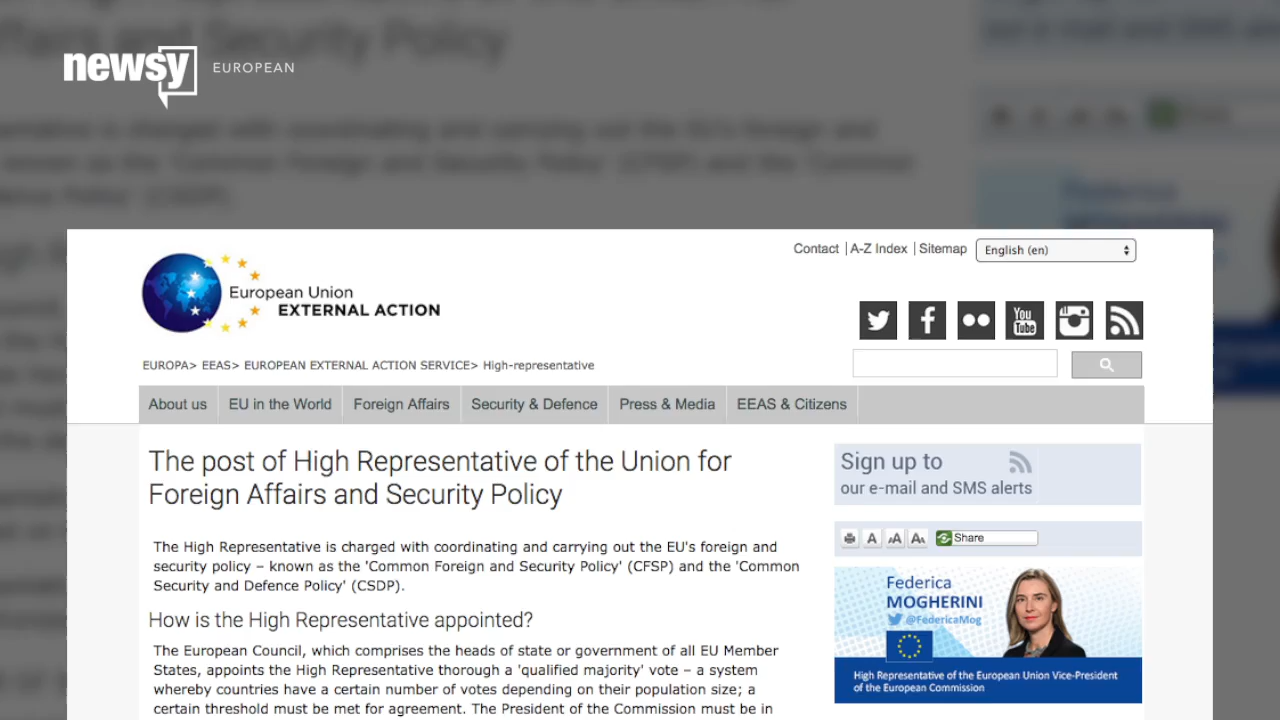 newsy EUROPEAN
Contact | A-Z Index | Sitemap English (en)
European Union
EXTERNAL ACTION
You
Tube
EUROPA> EEAS> EUROPEAN EXTERNAL ACTION SERVICE> High-representative
About us EU in the World Foreign Affairs Security & Defence Press & Media EEAS & Citizens
The post of High Representative of the Union for
Foreign Affairs and Security Policy
The High Representative is charged with coordinating and carrying out the EU's foreign and
security policy – known as the 'Common Foreign and Security Policy' (CFSP) and the 'Common
Security and Defence Policy' (CSDP).
How is the High Representative appointed?
The European Council, which comprises the heads of state or government of all EU Member
States, appoints the High Representative thorough a 'qualified majority' vote – a system
whereby countries have a certain number of votes depending on their population size; a
certain threshold must be met for agreement. The President of the Commission must be in
Sign up to
our e-mail and SMS alerts
A AA AA Share
Federica
MOGHERINI
@FedericaMog
High Representative of the European Union Vice-President
of the European Commission